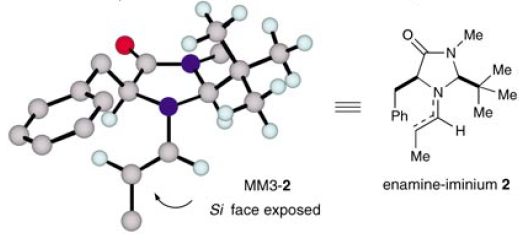 MM3-2
Si face exposed
O
N
Me
N
Ph
H
Me
Me
Me
Me
enamine-iminium 2